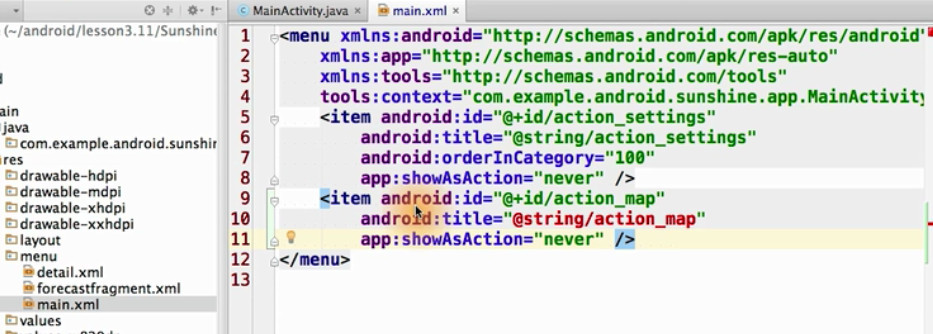 MainActivity.java × main.xml ×
(~/android/lesson3.11/Sunshine
ain
java
com.example.android.sunshin
res
drawable-hdpi
drawable-mdpi
drawable-xhdpi
drawable-xxhdpi
layout
menu
detail.xml
forecastfragment.xml
main.xml
values
1 <menu xmlns:android="http://schemas.android.com/apk/res/android"
2 xmlns:app="http://schemas.android.com/apk/res-auto"
3 xmlns:tools="http://schemas.android.com/tools"
4 tools:context="com.example.android.sunshine.app.MainActivity
5 <item android:id="@+id/action_settings"
6 android:title="@string/action_settings"
7 android:orderInCategory="100"
8 app:showAsAction="never" />
9 <item android:id="@+id/action_map"
10 android:title="@string/action_map"
11 app:showAsAction="never" />
12 </menu>
13